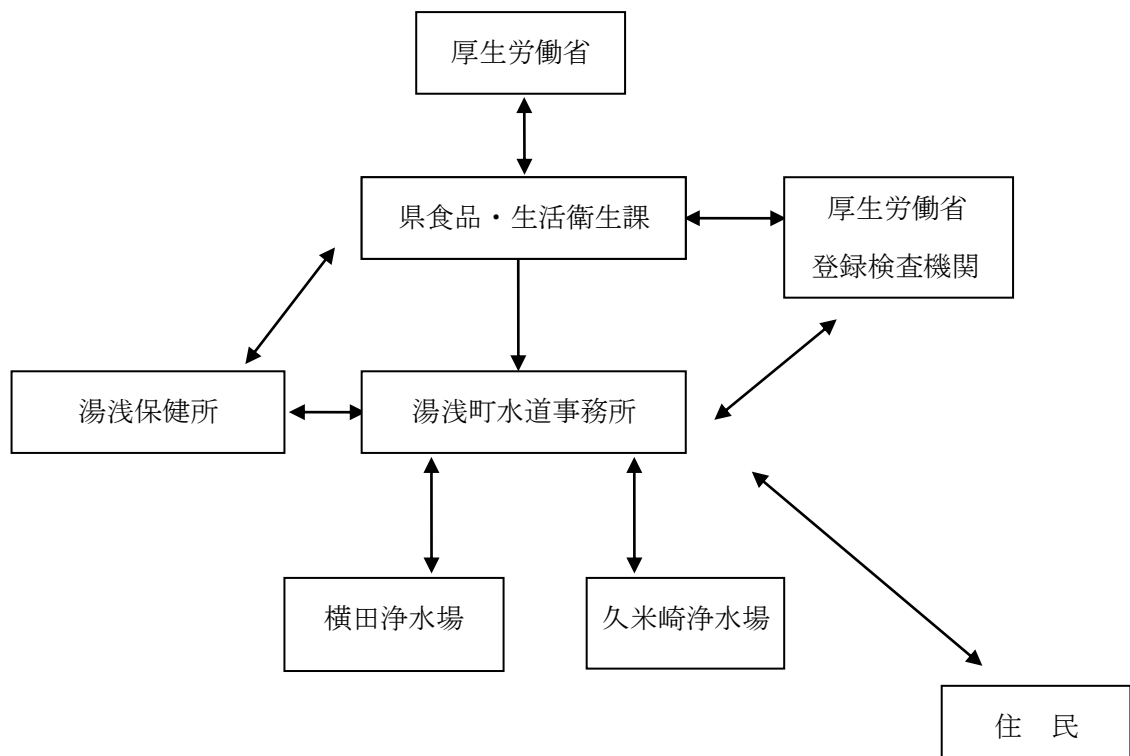 厚生労働省
県食品・生活衛生課
厚生労働省
登録検査機関
湯浅保健所
湯浅町水道事務所
横田浄水場
久米崎浄水場
住　民